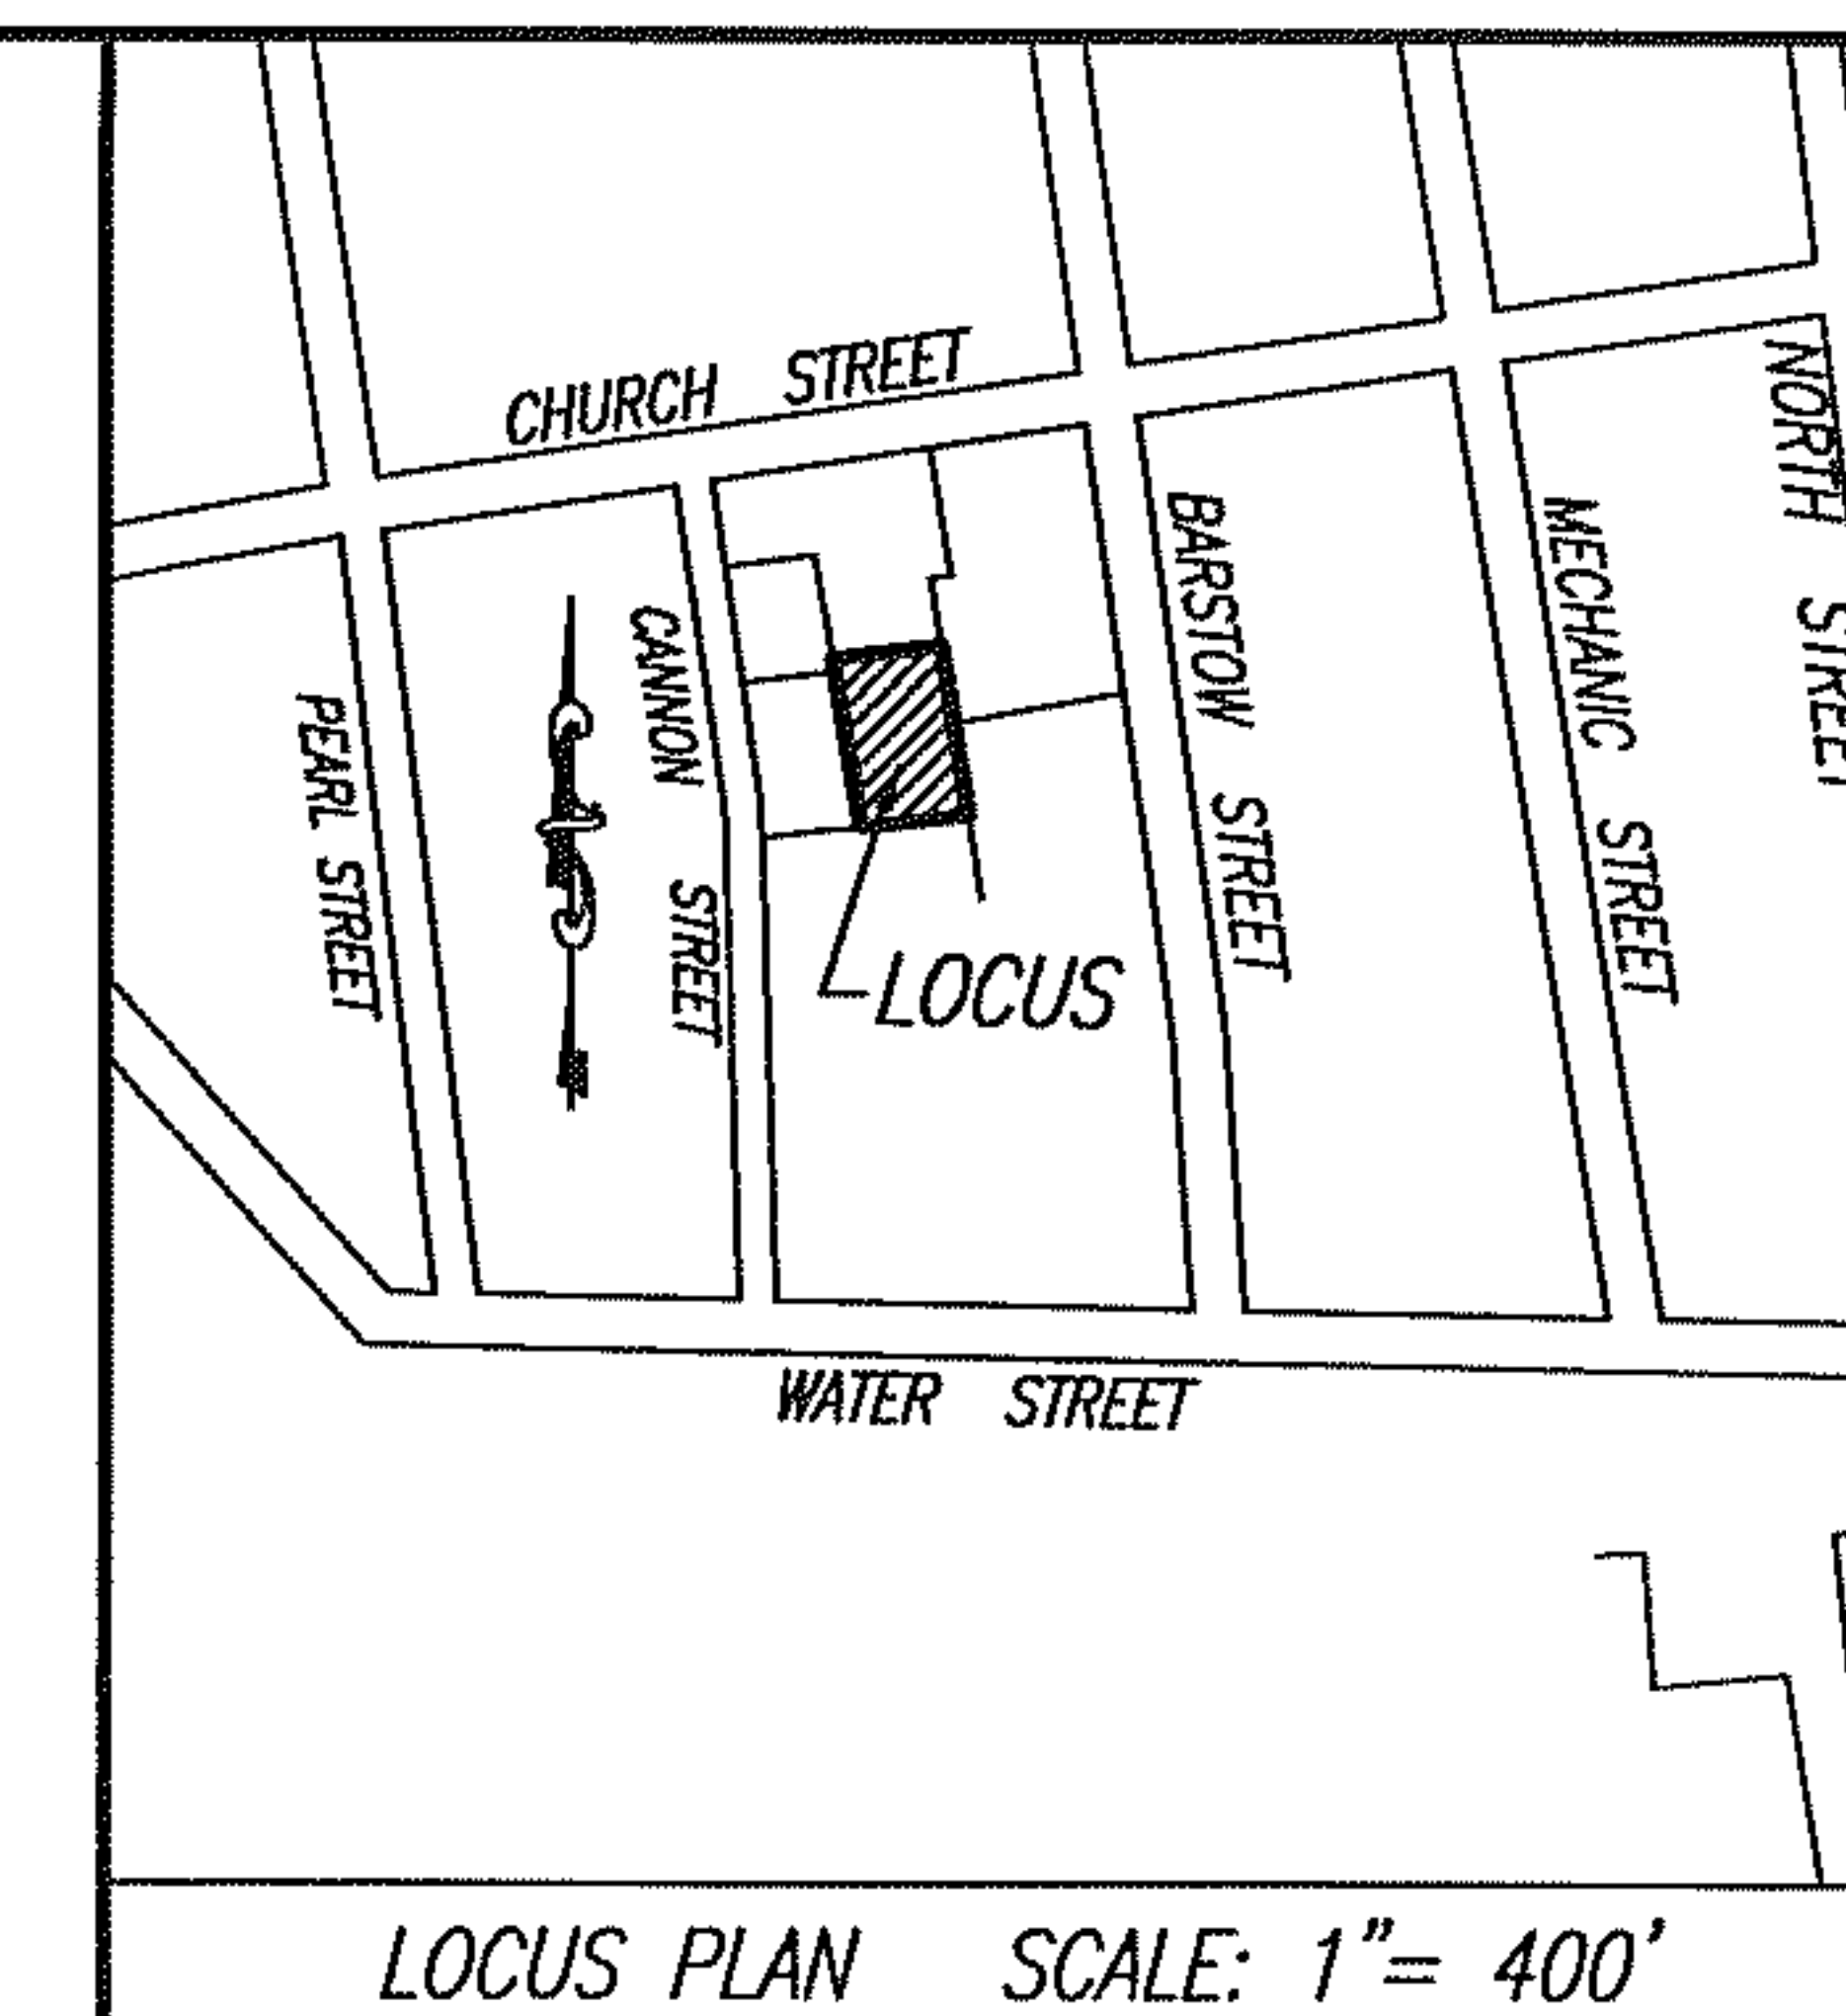 CHURCH STREET
NORTH STREET
BARSTOW STREET
MECHANIC STREET
CANNON STREET
PEARL STREET
LOCUS
WATER STREET
LOCUS PLAN SCALE: 1"= 400'